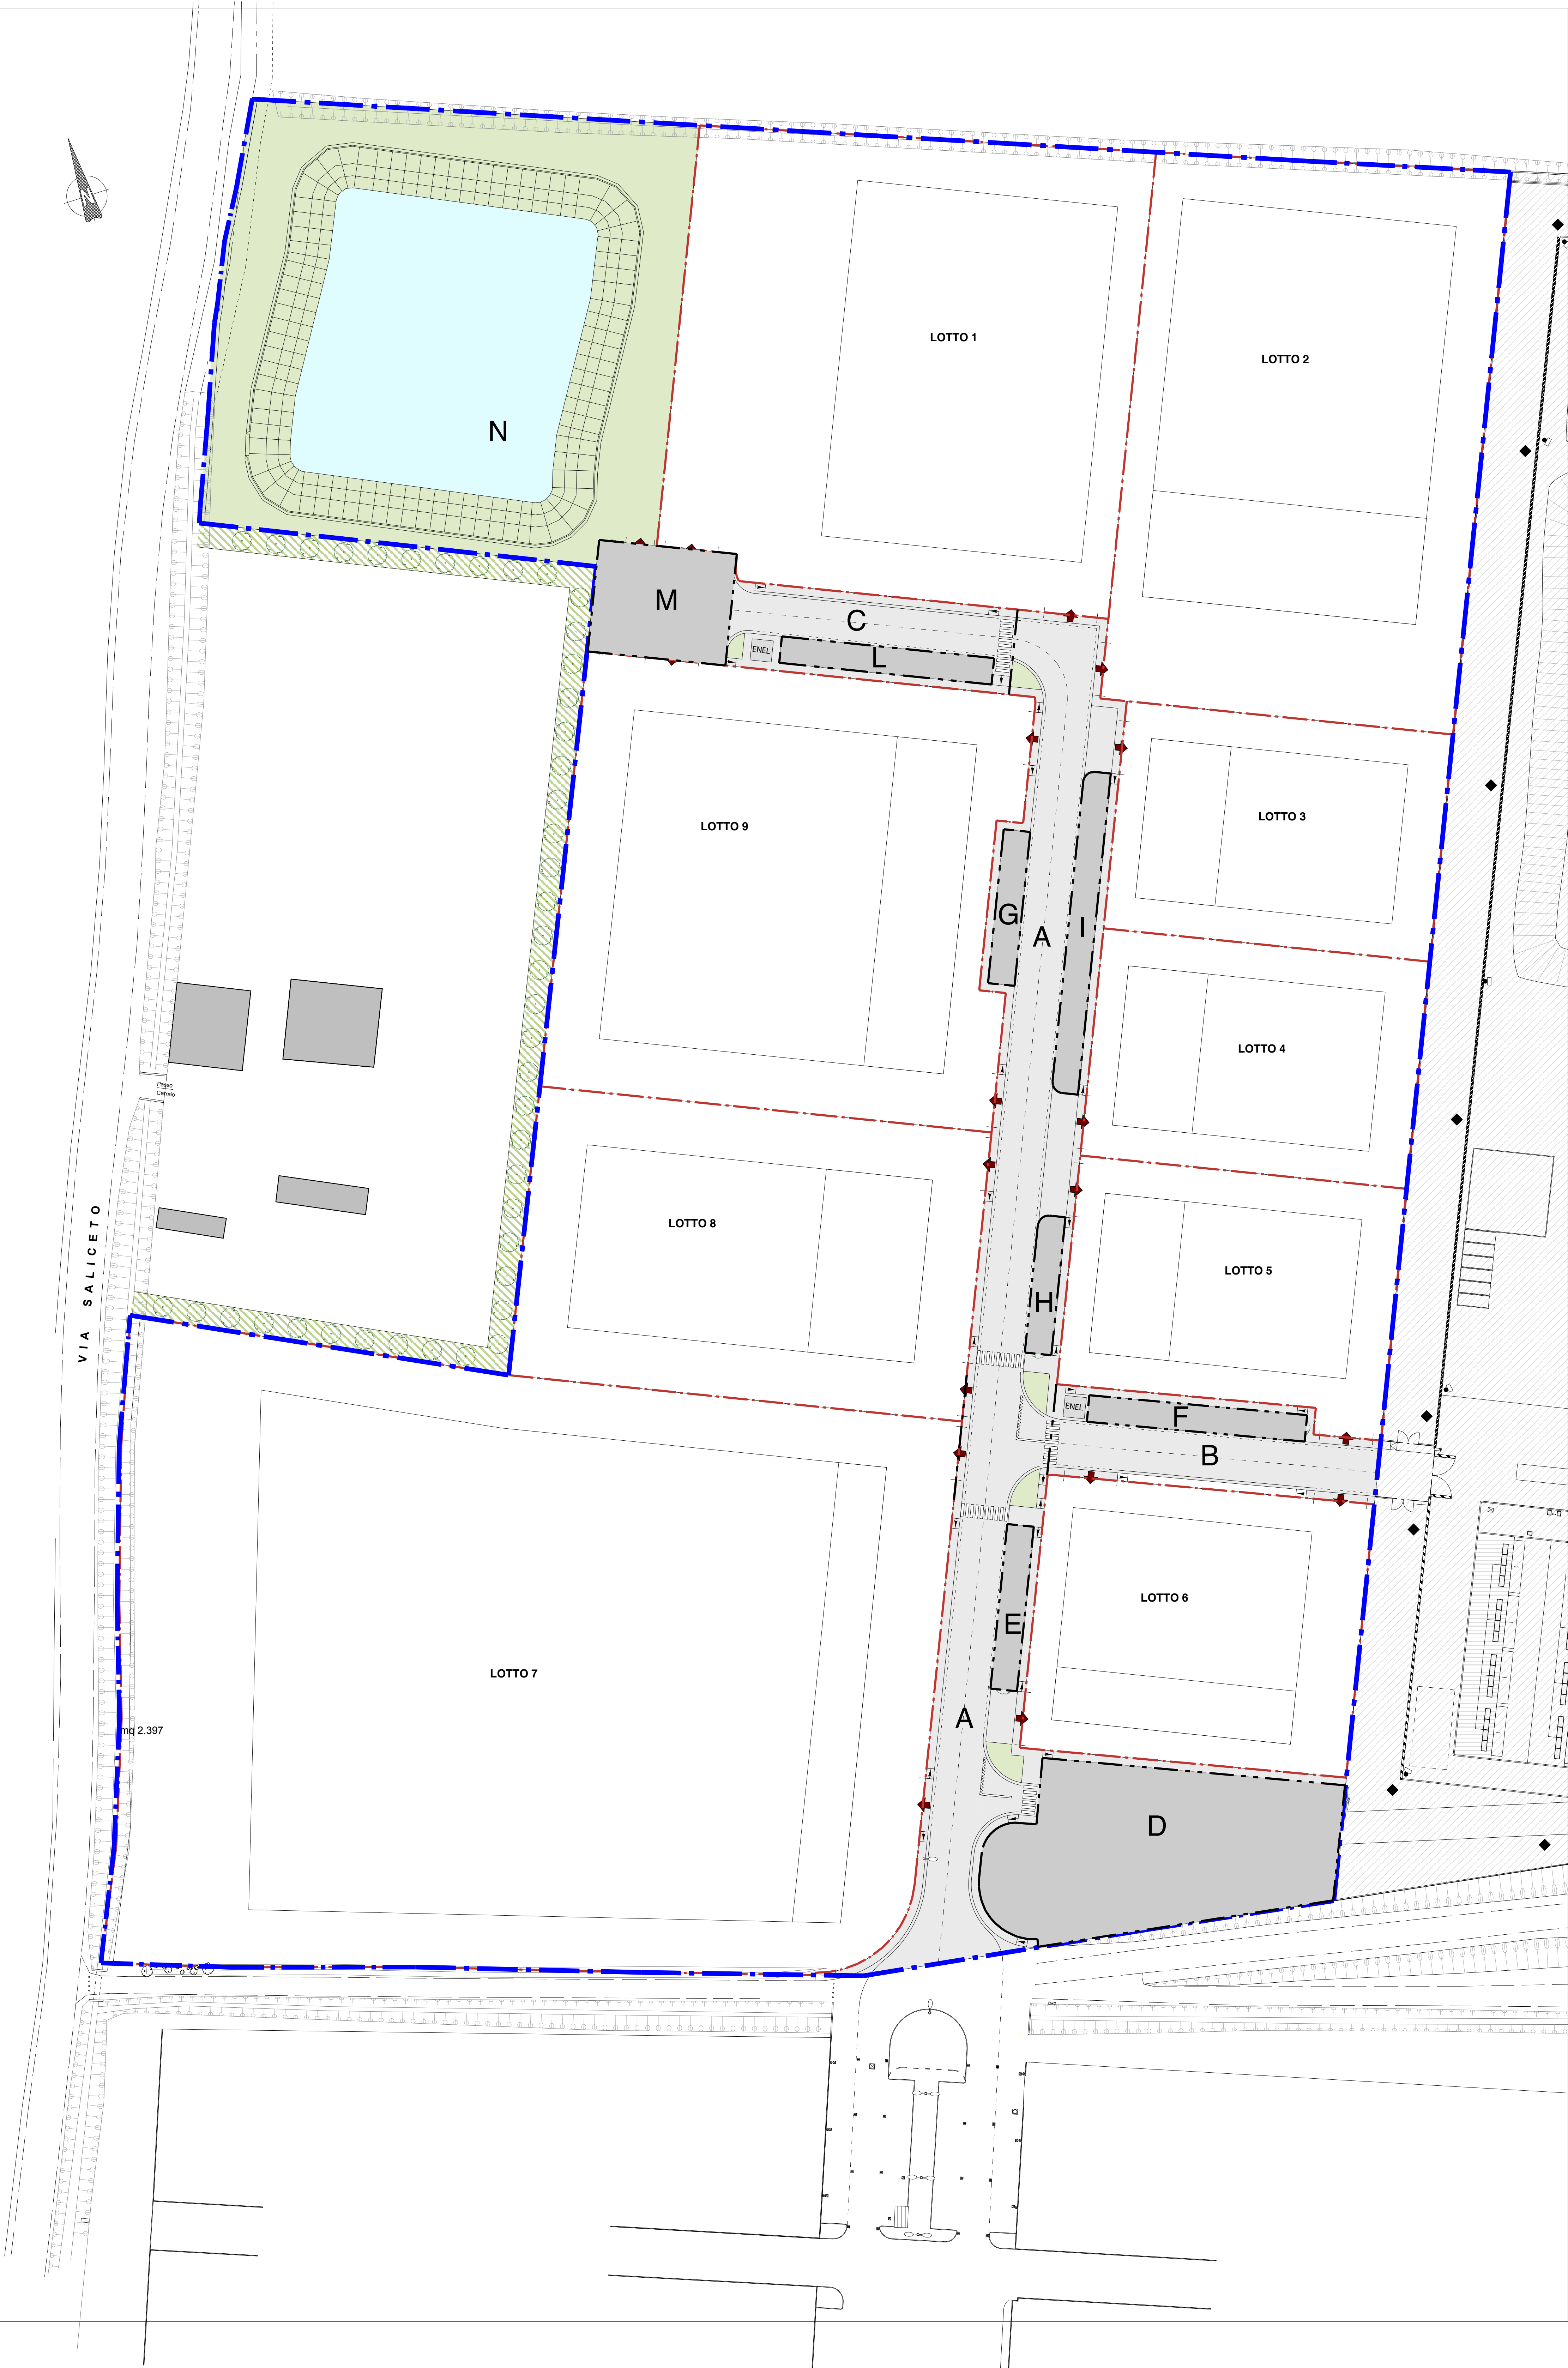 N
LOTTO 1
LOTTO 2
N
M
C
ENEL
L
LOTTO 9
LOTTO 3
G
A
I
LOTTO 4
Passo
Carraio
VIA SALICETO
LOTTO 8
LOTTO 5
H
ENEL
F
B
LOTTO 6
E
LOTTO 7
A
mq 2.397
D